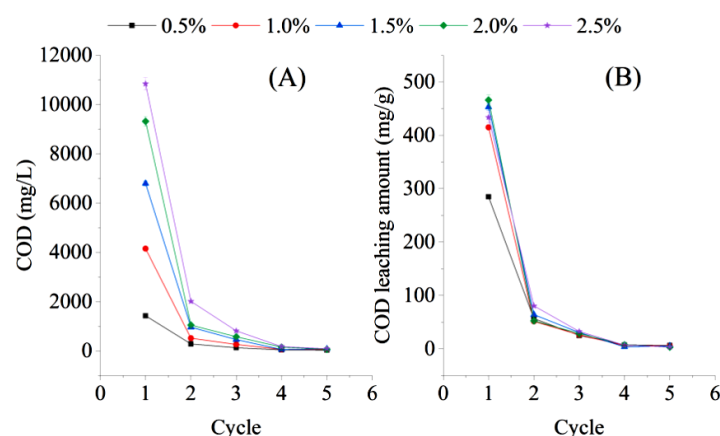 0.5% 1.0% 1.5% 2.0% 2.5%
(A)
COD (mg/L)
12000
10000
8000
6000
4000
2000
0
0 1 2 3 4 5 6
Cycle
(B)
COD leaching amount (mg/g)
500
400
300
200
100
0
0 1 2 3 4 5 6
Cycle